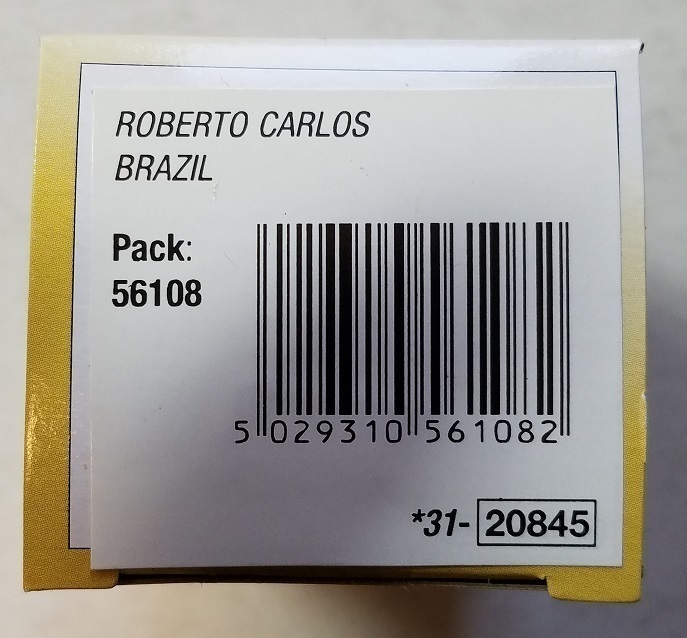 ROBERTO CARLOS
BRAZIL
Pack:
56108
5 029310 561082
*31- 20845